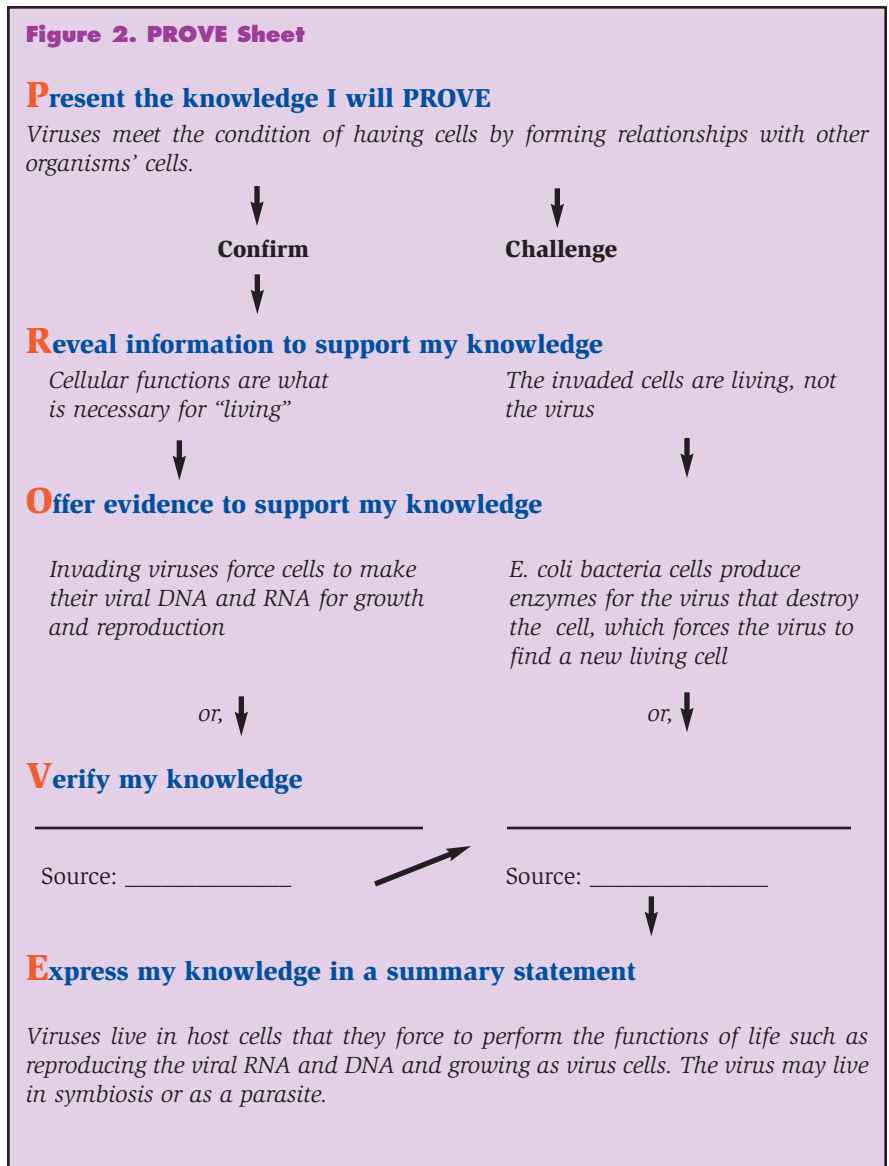 Figure 2. PROVE Sheet
Present the knowledge I will PROVE
Viruses meet the condition of having cells by forming relationships with other
organisms’ cells.
Confirm
Challenge
Reveal information to support my knowledge
Cellular functions are what
is necessary for “living”
The invaded cells are living, not
the virus
Offer evidence to support my knowledge
Invading viruses force cells to make
their viral DNA and RNA for growth
and reproduction
E. coli bacteria cells produce
enzymes for the virus that destroy
the cell, which forces the virus to
find a new living cell
or,
or,
Verify my knowledge
Source: ______________
Source: _______________
Express my knowledge in a summary statement
Viruses live in host cells that they force to perform the functions of life such as
reproducing the viral RNA and DNA and growing as virus cells. The virus may live
in symbiosis or as a parasite.